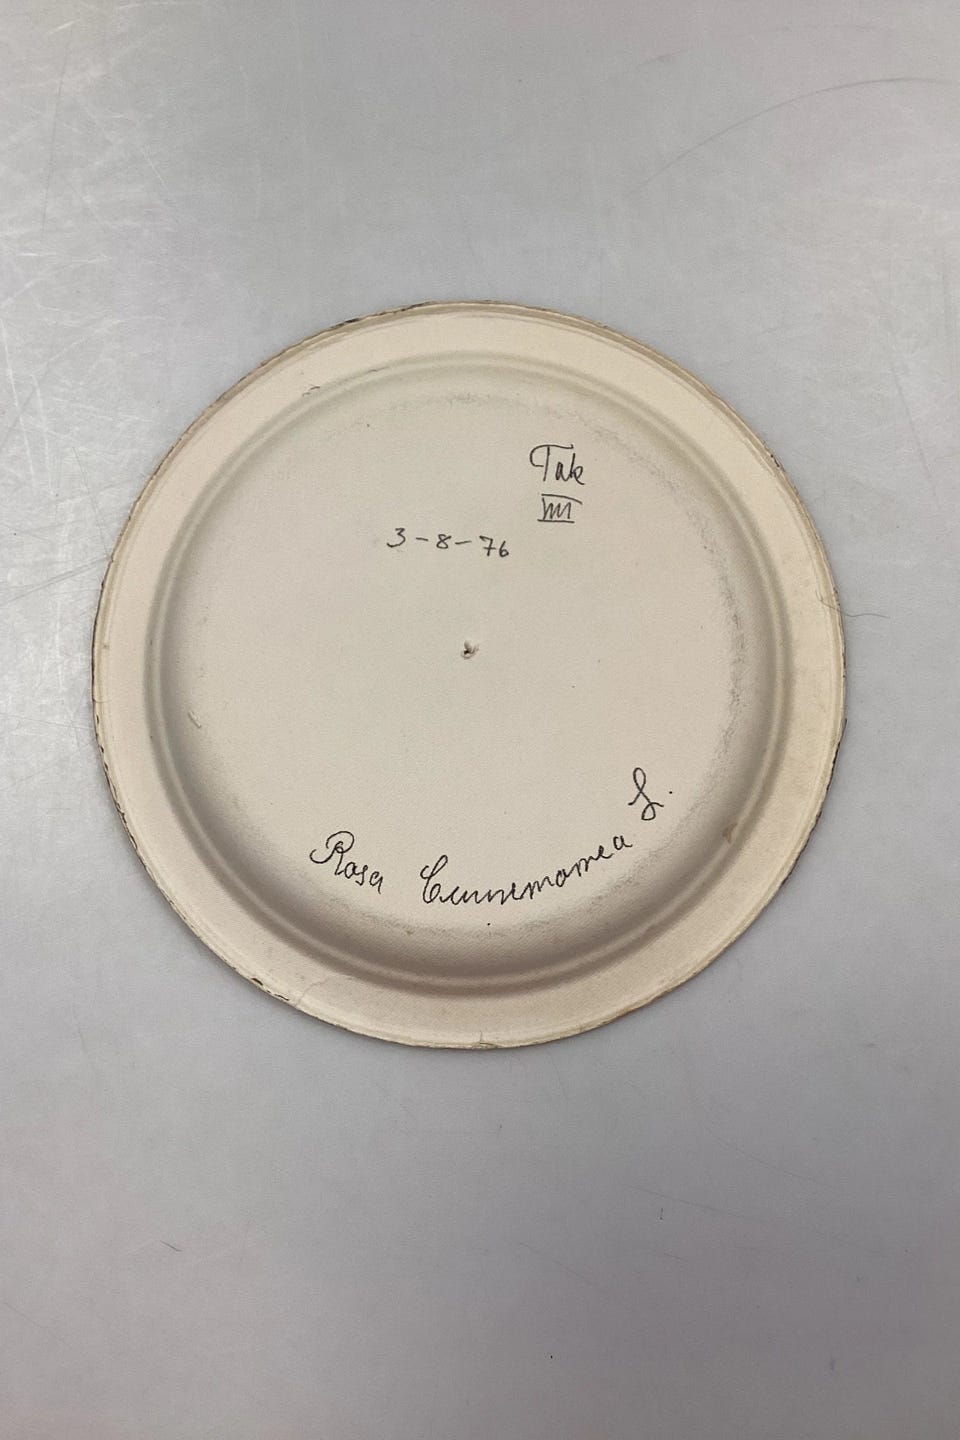 Tak
3-8-76
Rosa Cinnamomea L.